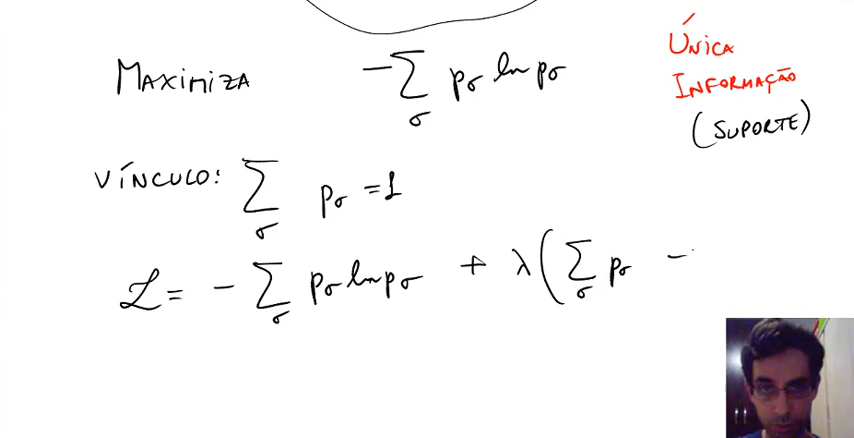 MAXIMIZA −∑σ pσ ln pσ
ÚNICA
INFORMAÇÃO
(SUPORTE)
VÍNCULO: ∑σ pσ = 1
ℒ = −∑σ pσ ln pσ + λ(∑σ pσ −